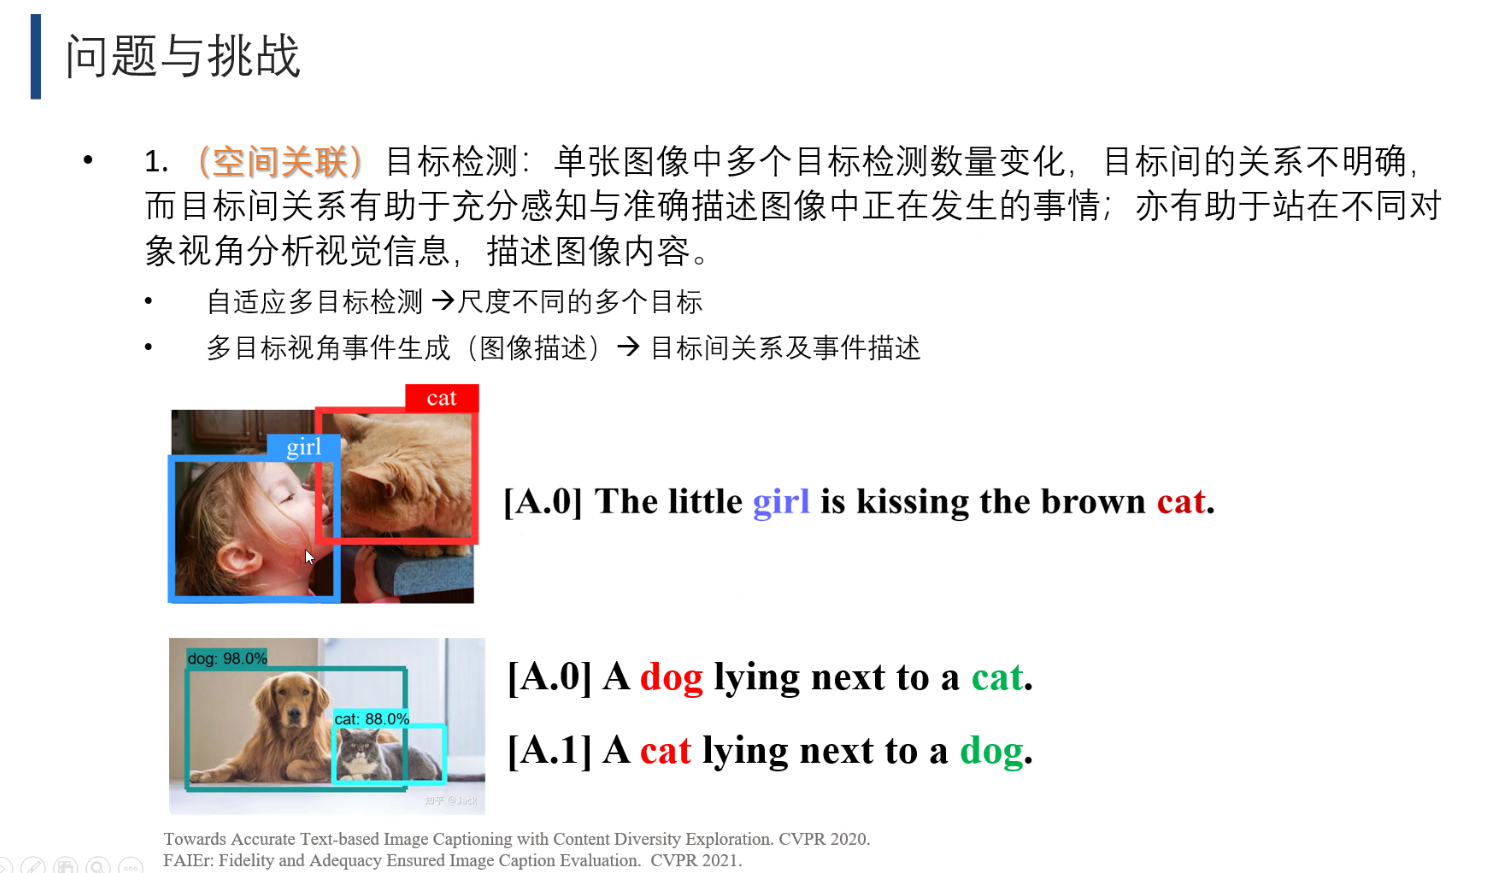 问题与挑战
• 1. （空间关联）目标检测：单张图像中多个目标检测数量变化，目标间的关系不明确，
而目标间关系有助于充分感知与准确描述图像中正在发生的事情；亦有助于站在不同对
象视角分析视觉信息，描述图像内容。
• 自适应多目标检测→尺度不同的多个目标
• 多目标视角事件生成（图像描述）→ 目标间关系及事件描述
cat
girl
[A.0] The little girl is kissing the brown cat.
dog: 98.0%
cat: 88.0%
[A.0] A dog lying next to a cat.
[A.1] A cat lying next to a dog.
知乎 @Jack
Towards Accurate Text-based Image Captioning with Content Diversity Exploration. CVPR 2020.
FAIEr: Fidelity and Adequacy Ensured Image Caption Evaluation. CVPR 2021.